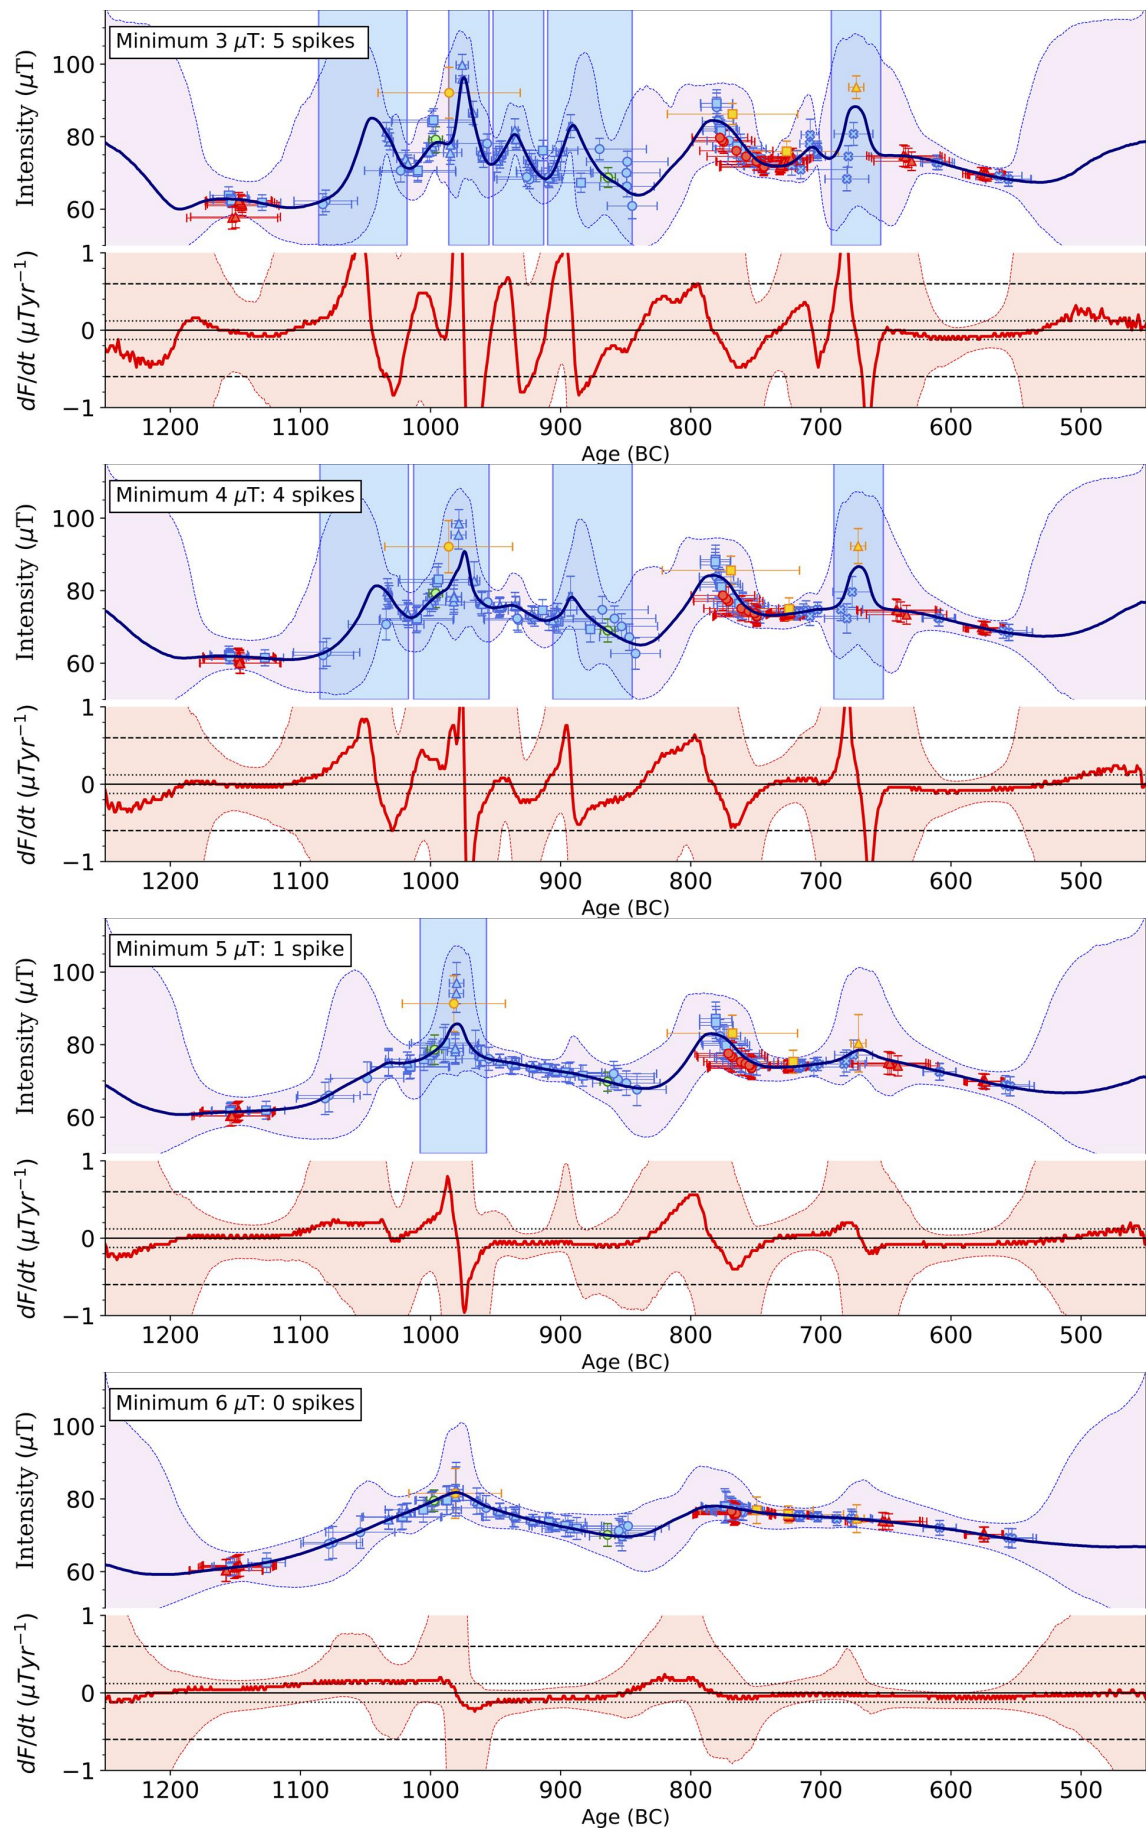 Minimum 3 μT: 5 spikes
Intensity (μT)
100
80
60
dF/dt (μTyr⁻¹)
1
0
−1
1200 1100 1000 900 800 700 600 500
Age (BC)
Minimum 4 μT: 4 spikes
Intensity (μT)
100
80
60
dF/dt (μTyr⁻¹)
1
0
−1
1200 1100 1000 900 800 700 600 500
Age (BC)
Minimum 5 μT: 1 spike
Intensity (μT)
100
80
60
dF/dt (μTyr⁻¹)
1
0
−1
1200 1100 1000 900 800 700 600 500
Age (BC)
Minimum 6 μT: 0 spikes
Intensity (μT)
100
80
60
dF/dt (μTyr⁻¹)
1
0
−1
1200 1100 1000 900 800 700 600 500
Age (BC)